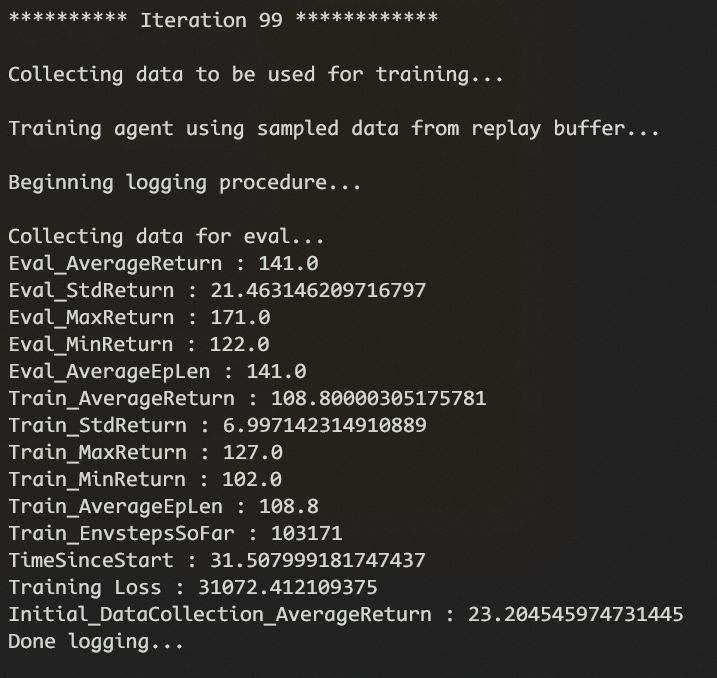 ********** Iteration 99 ************
Collecting data to be used for training...
Training agent using sampled data from replay buffer...
Beginning logging procedure...
Collecting data for eval...
Eval_AverageReturn : 141.0
Eval_StdReturn : 21.463146209716797
Eval_MaxReturn : 171.0
Eval_MinReturn : 122.0
Eval_AverageEpLen : 141.0
Train_AverageReturn : 108.80000305175781
Train_StdReturn : 6.997142314910889
Train_MaxReturn : 127.0
Train_MinReturn : 102.0
Train_AverageEpLen : 108.8
Train_EnvstepsSoFar : 103171
TimeSinceStart : 31.507999181747437
Training Loss : 31072.412109375
Initial_DataCollection_AverageReturn : 23.204545974731445
Done logging...